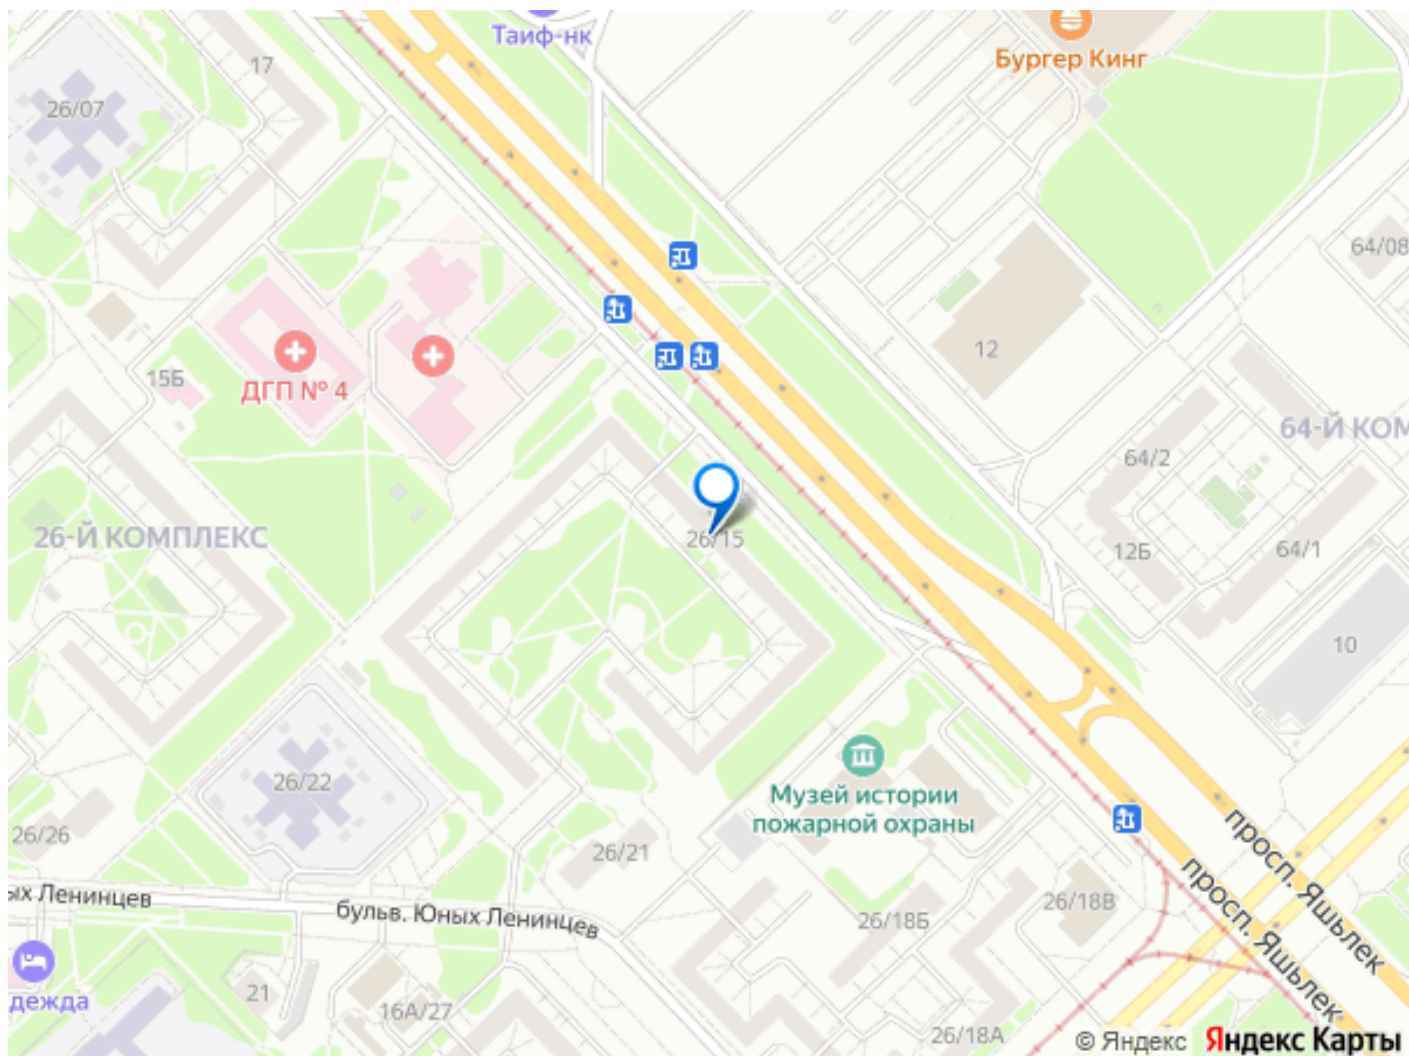 Таиф-нк
Бургер Кинг
17
26/07
64/08
12
15Б
ДГП № 4
64-Й КОМ
64/2
26-Й КОМПЛЕКС
26/15
12Б
64/1
10
26/22
Музей истории
пожарной охраны
26/26
26/21
просп. Яшьлек
просп. Яшьлек
ых Ленинцев
бульв. Юных Ленинцев
26/18Б
26/18В
21
дежда
16А/27
26/18А
© Яндекс Яндекс Карты